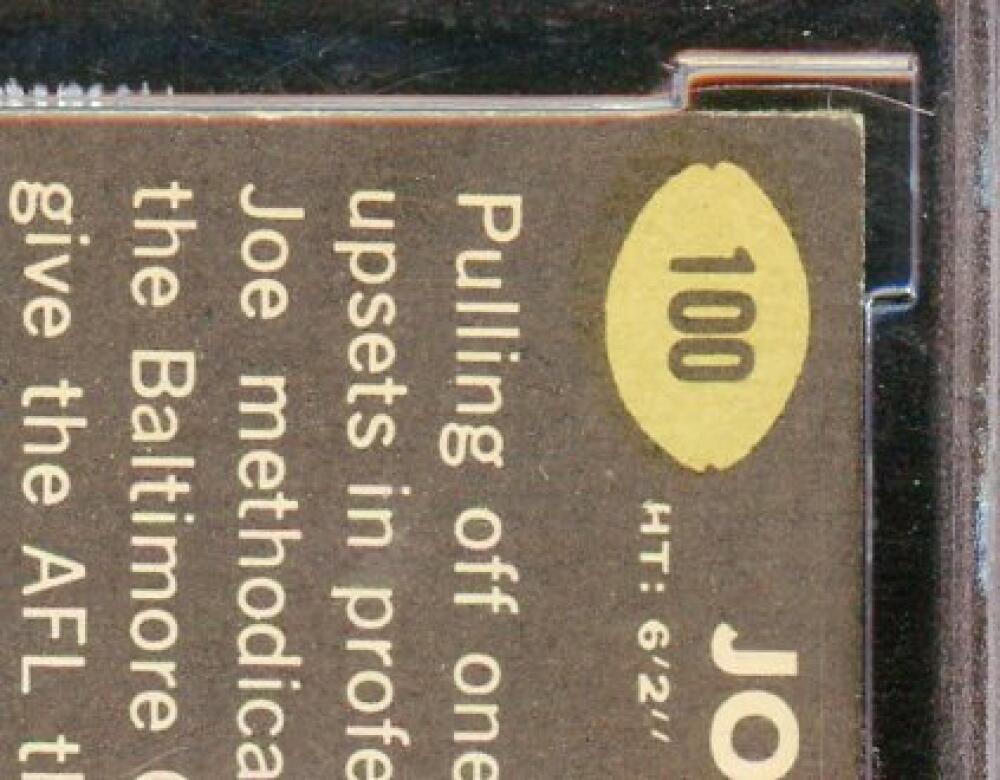 100
JO
HT: 6'2"
Pulling off one
upsets in profe
Joe methodica
the Baltimore
give the AFL